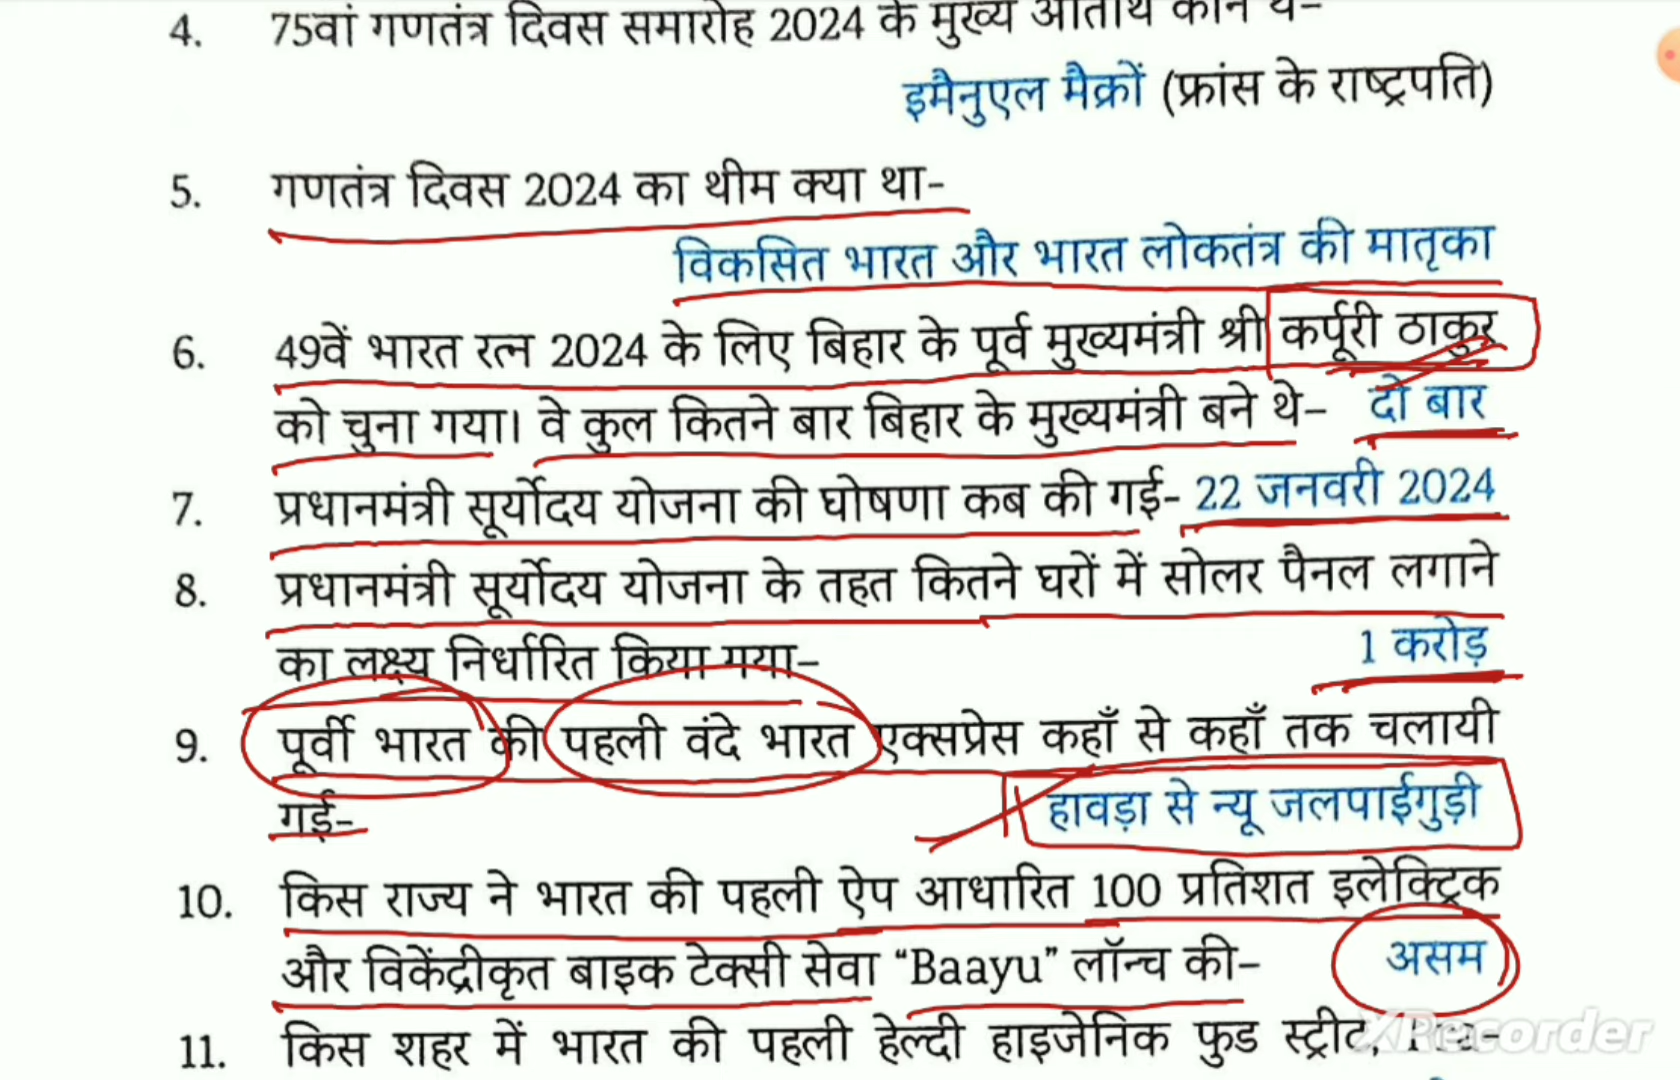 4. 75वां गणतंत्र दिवस समारोह 2024 के मुख्य अतिथि कौन थे-
इमैनुएल मैक्रों (फ्रांस के राष्ट्रपति)
5. गणतंत्र दिवस 2024 का थीम क्या था-
विकसित भारत और भारत लोकतंत्र की मातृका
6. 49वें भारत रत्न 2024 के लिए बिहार के पूर्व मुख्यमंत्री श्री कर्पूरी ठाकुर
को चुना गया। वे कुल कितने बार बिहार के मुख्यमंत्री बने थे- दो बार
7. प्रधानमंत्री सूर्योदय योजना की घोषणा कब की गई- 22 जनवरी 2024
8. प्रधानमंत्री सूर्योदय योजना के तहत कितने घरों में सोलर पैनल लगाने
का लक्ष्य निर्धारित किया गया- 1 करोड़
9. पूर्वी भारत की पहली वंदे भारत एक्सप्रेस कहाँ से कहाँ तक चलायी
गई- हावड़ा से न्यू जलपाईगुड़ी
10. किस राज्य ने भारत की पहली ऐप आधारित 100 प्रतिशत इलेक्ट्रिक
और विकेंद्रीकृत बाइक टेक्सी सेवा “Baayu” लॉन्च की- असम
11. किस शहर में भारत की पहली हेल्दी हाइजेनिक फुड स्ट्रीट,
XRecorder